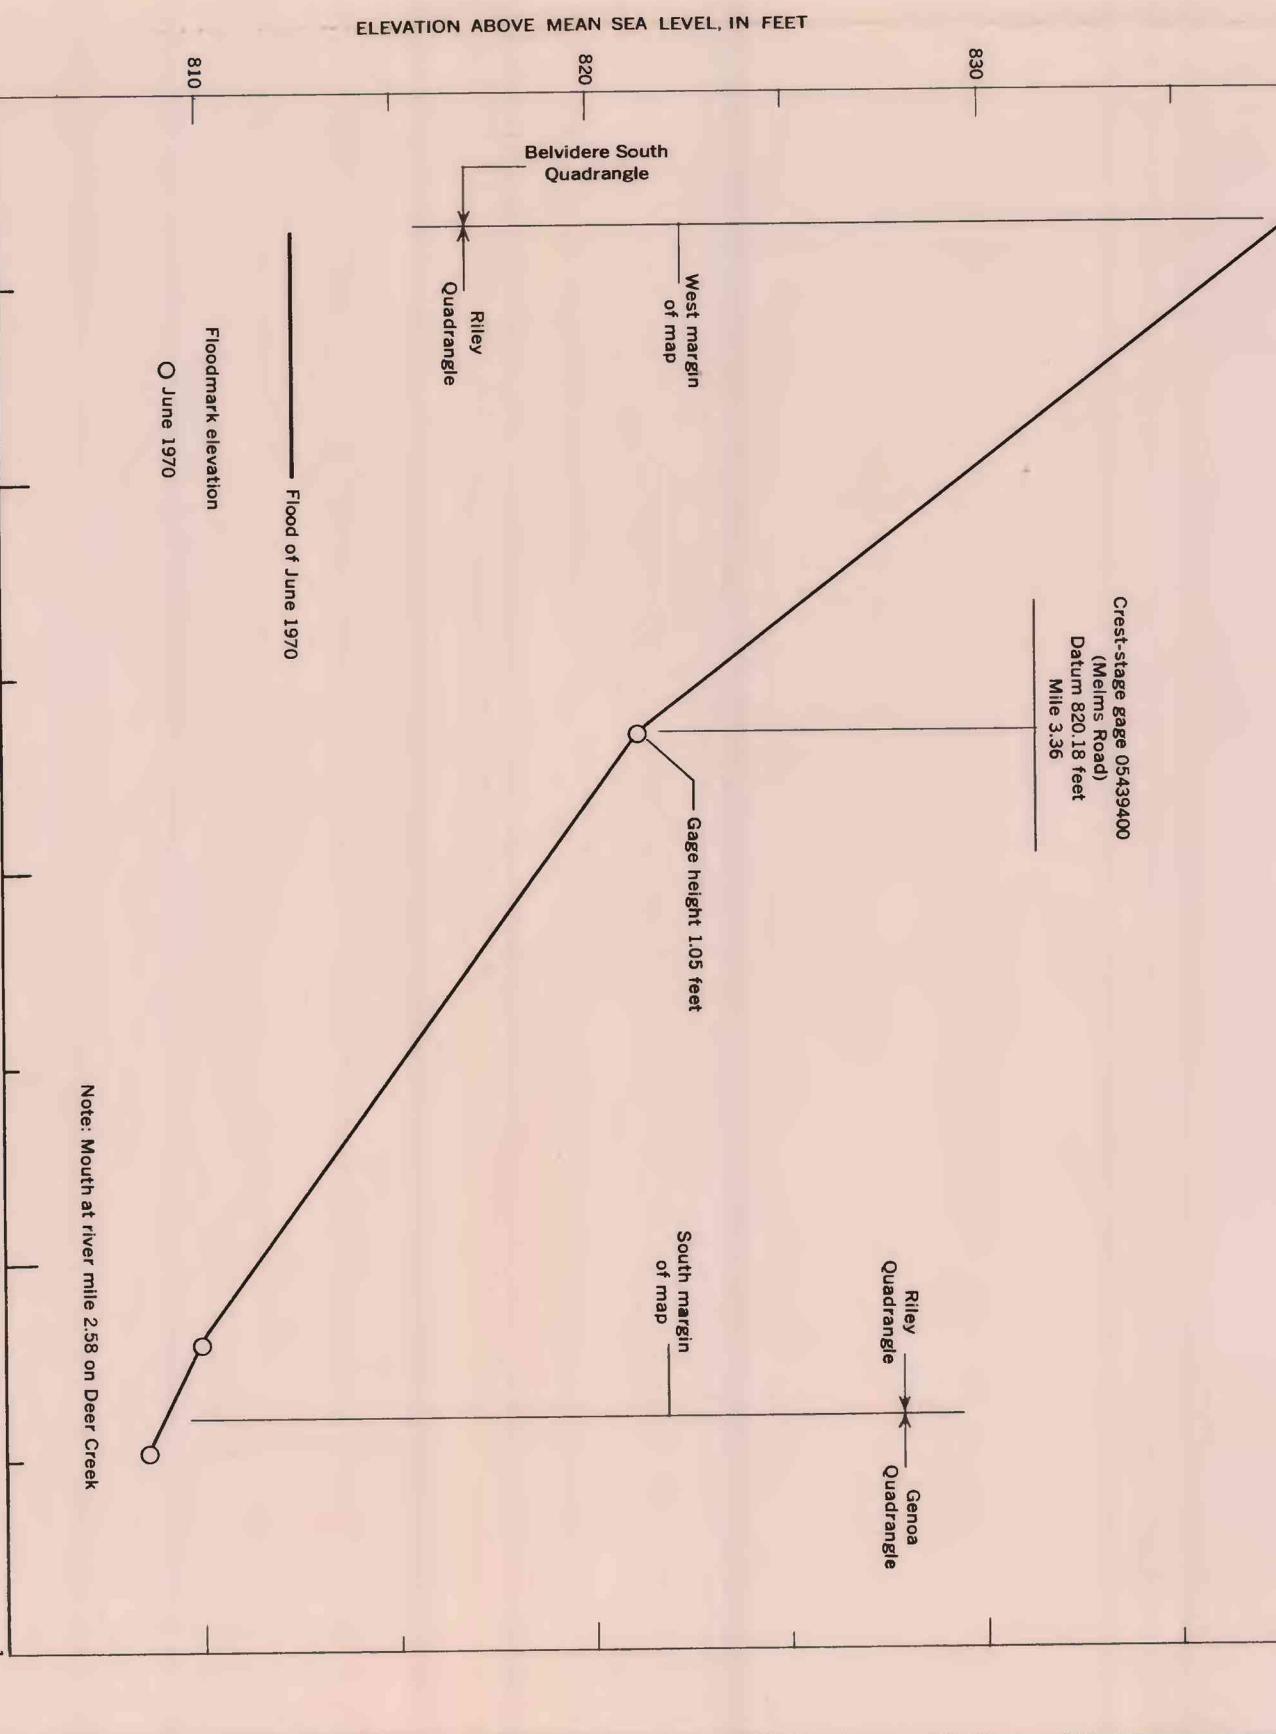 ELEVATION ABOVE MEAN SEA LEVEL, IN FEET
810
820
830
Belvidere South
Quadrangle
Riley
Quadrangle
West margin
of map
Crest-stage gage 05439400
(Melms Road)
Datum 820.18 feet
Mile 3.36
Gage height 1.05 feet
Flood of June 1970
Floodmark elevation
June 1970
Riley
Quadrangle
Genoa
Quadrangle
South margin
of map
Note: Mouth at river mile 2.58 on Deer Creek